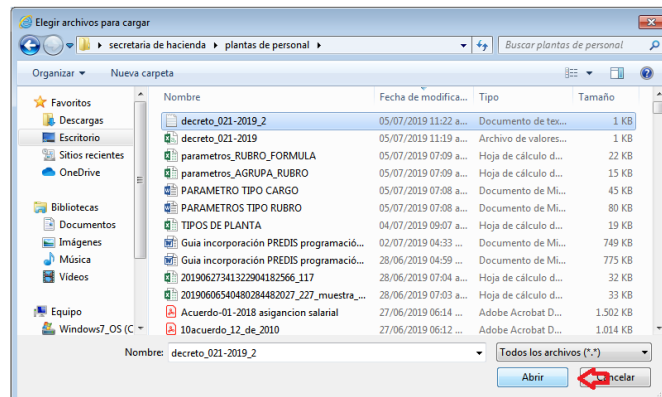 Elegir archivos para cargar
secretaria de hacienda ▸ plantas de personal ▸ Buscar plantas de personal
Organizar Nueva carpeta
Nombre Fecha de modifica... Tipo Tamaño
Favoritos
Descargas
Escritorio
Sitios recientes
OneDrive
Bibliotecas
Documentos
Imágenes
Música
Vídeos
Equipo
Windows7_OS (C
decreto_021-2019_2 05/07/2019 11:22 a... Documento de tex... 1 KB
decreto_021-2019 05/07/2019 11:19 a... Archivo de valores... 1 KB
parametros_RUBRO_FORMULA 05/07/2019 07:09 a... Hoja de cálculo d... 22 KB
parametros_AGRUPA_RUBRO 05/07/2019 07:09 a... Hoja de cálculo d... 15 KB
PARAMETRO TIPO CARGO 05/07/2019 07:08 a... Documento de Mi... 45 KB
PARAMETROS TIPO RUBRO 05/07/2019 07:08 a... Documento de Mi... 80 KB
TIPOS DE PLANTA 04/07/2019 09:07 a... Hoja de cálculo d... 19 KB
Guia incorporación PREDIS programació... 02/07/2019 04:33 ... Documento de Mi... 749 KB
Guia incorporación PREDIS programació... 28/06/2019 04:59 ... Documento de Mi... 775 KB
20190627341322904182566_117 28/06/2019 07:04 a... Hoja de cálculo d... 32 KB
20190606540480284482027_227_muestra_... 28/06/2019 07:03 a... Hoja de cálculo d... 33 KB
Acuerdo-01-2018 asigancion salarial 27/06/2019 06:14 ... Adobe Acrobat D... 1.502 KB
10acuerdo_12_de_2010 27/06/2019 06:12 ... Adobe Acrobat D... 1.014 KB
Nombre: decreto_021-2019_2 Todos los archivos (*.*)
Abrir Cancelar